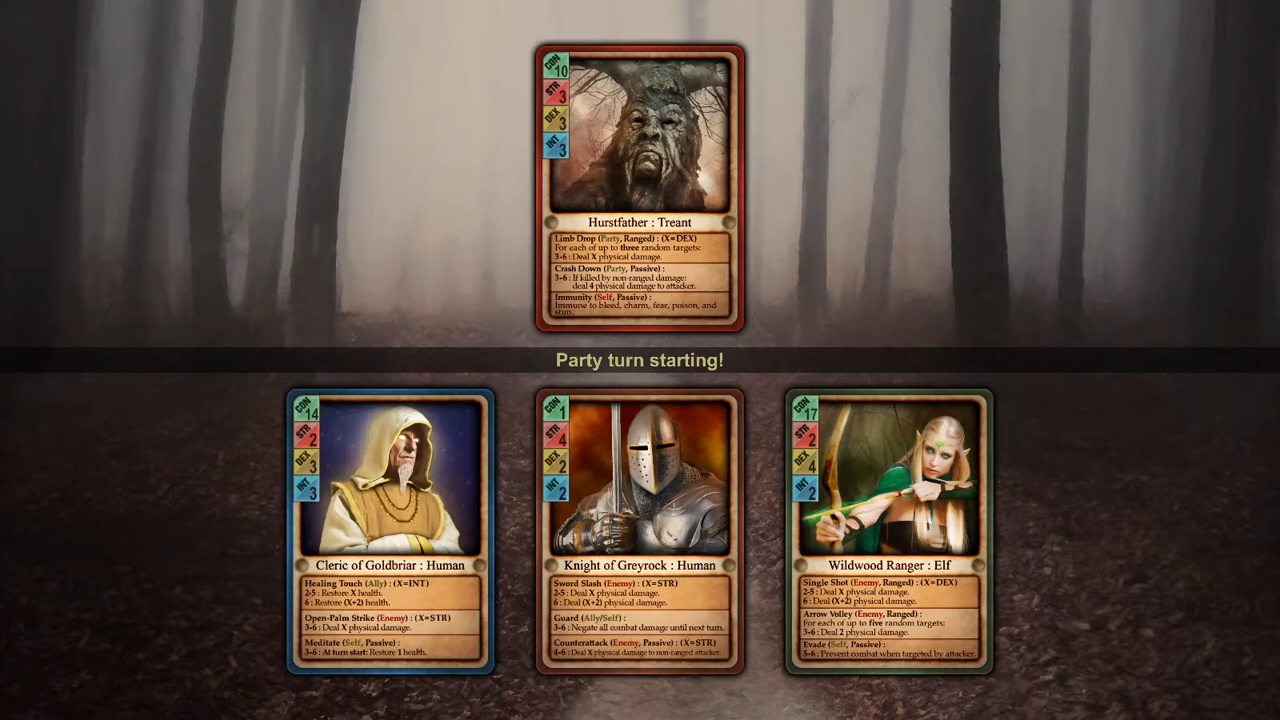 CON 10
STR 3
DEX 3
INT 3
Hurstfather : Treant
Limb Drop (Party, Ranged) : (X=DEX)
For each of up to three random targets:
3-6 : Deal X physical damage.
Crash Down (Party, Passive) :
3-6 : If killed by non-ranged damage:
deal 4 physical damage to attacker.
Immunity (Self, Passive) :
Immune to bleed, charm, fear, poison, and
stun.
Party turn starting!
CON 14
STR 2
DEX 3
INT 3
Cleric of Goldbriar : Human
Healing Touch (Ally) : (X=INT)
2-5 : Restore X health.
6 : Restore (X+2) health.
Open-Palm Strike (Enemy) : (X=STR)
3-6 : Deal X physical damage.
Meditate (Self, Passive) :
3-6 : At turn start: Restore 1 health.
CON 1
STR 4
DEX 2
INT 2
Knight of Greyrock : Human
Sword Slash (Enemy) : (X=STR)
2-5 : Deal X physical damage.
6 : Deal (X+2) physical damage.
Guard (Ally/Self) :
3-6 : Negate all combat damage until next turn.
Counterattack (Enemy, Passive) : (X=STR)
4-6 : Deal X physical damage to non-ranged attacker.
CON 17
STR 2
DEX 4
INT 2
Wildwood Ranger : Elf
Single Shot (Enemy, Ranged) : (X=DEX)
2-5 : Deal X physical damage.
6 : Deal (X+2) physical damage.
Arrow Volley (Enemy, Ranged) :
For each of up to five random targets:
3-6 : Deal 2 physical damage.
Evade (Self, Passive) :
5-6 : Prevent combat when targeted by attacker.